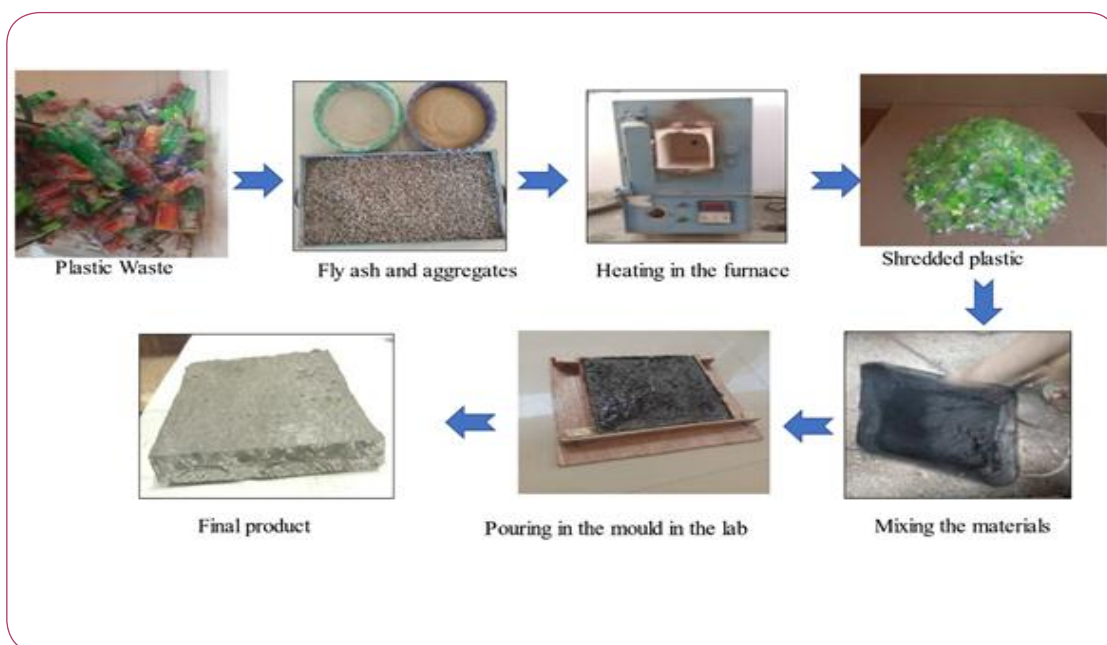 Plastic Waste
Fly ash and aggregates
Heating in the furnace
Shredded plastic
Mixing the materials
Pouring in the mould in the lab
Final product